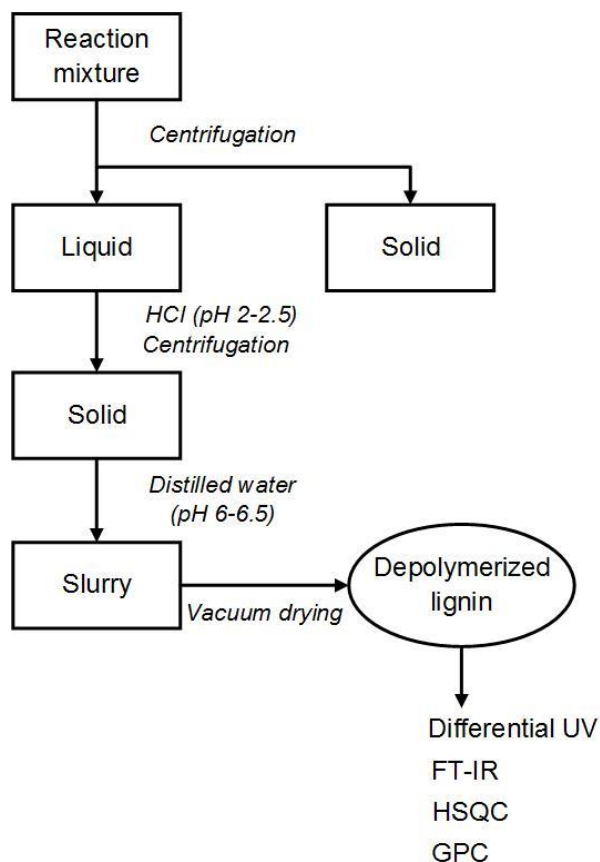 Reaction
mixture
Centrifugation
Liquid
Solid
HCl (pH 2-2.5)
Centrifugation
Solid
Distilled water
(pH 6-6.5)
Slurry
Vacuum drying
Depolymerized
lignin
Differential UV
FT-IR
HSQC
GPC